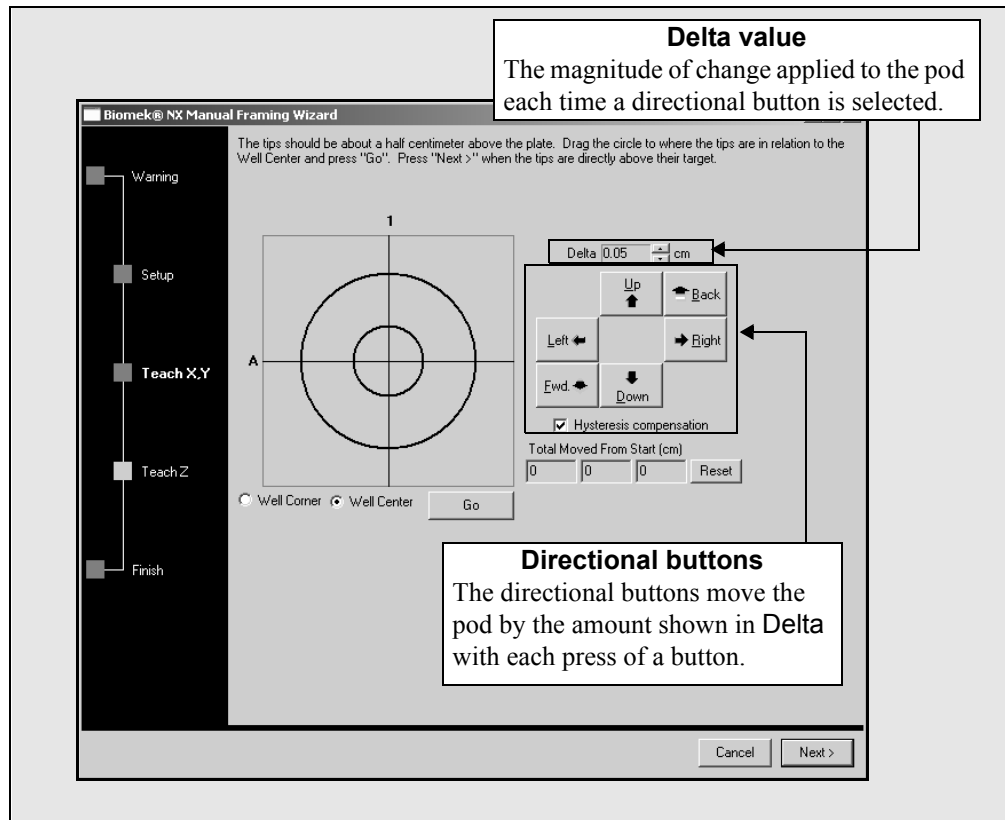 Delta value
The magnitude of change applied to the pod
each time a directional button is selected.
Biomek® NX Manual Framing Wizard
The tips should be about a half centimeter above the plate. Drag the circle to where the tips are in relation to the
Well Center and press "Go". Press "Next >" when the tips are directly above their target.
Warning
Setup
Teach X,Y
Teach Z
Finish
1
A
Delta 0.05 cm
Up
Back
Left
Right
Fwd.
Down
Hysteresis compensation
Total Moved From Start (cm)
0 0 0 Reset
Well Corner Well Center Go
Directional buttons
The directional buttons move the
pod by the amount shown in Delta
with each press of a button.
Cancel Next >